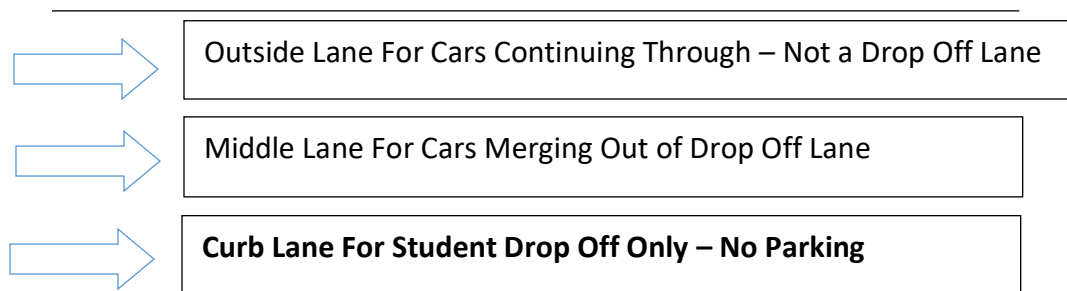 Outside Lane For Cars Continuing Through – Not a Drop Off Lane
Middle Lane For Cars Merging Out of Drop Off Lane
Curb Lane For Student Drop Off Only – No Parking